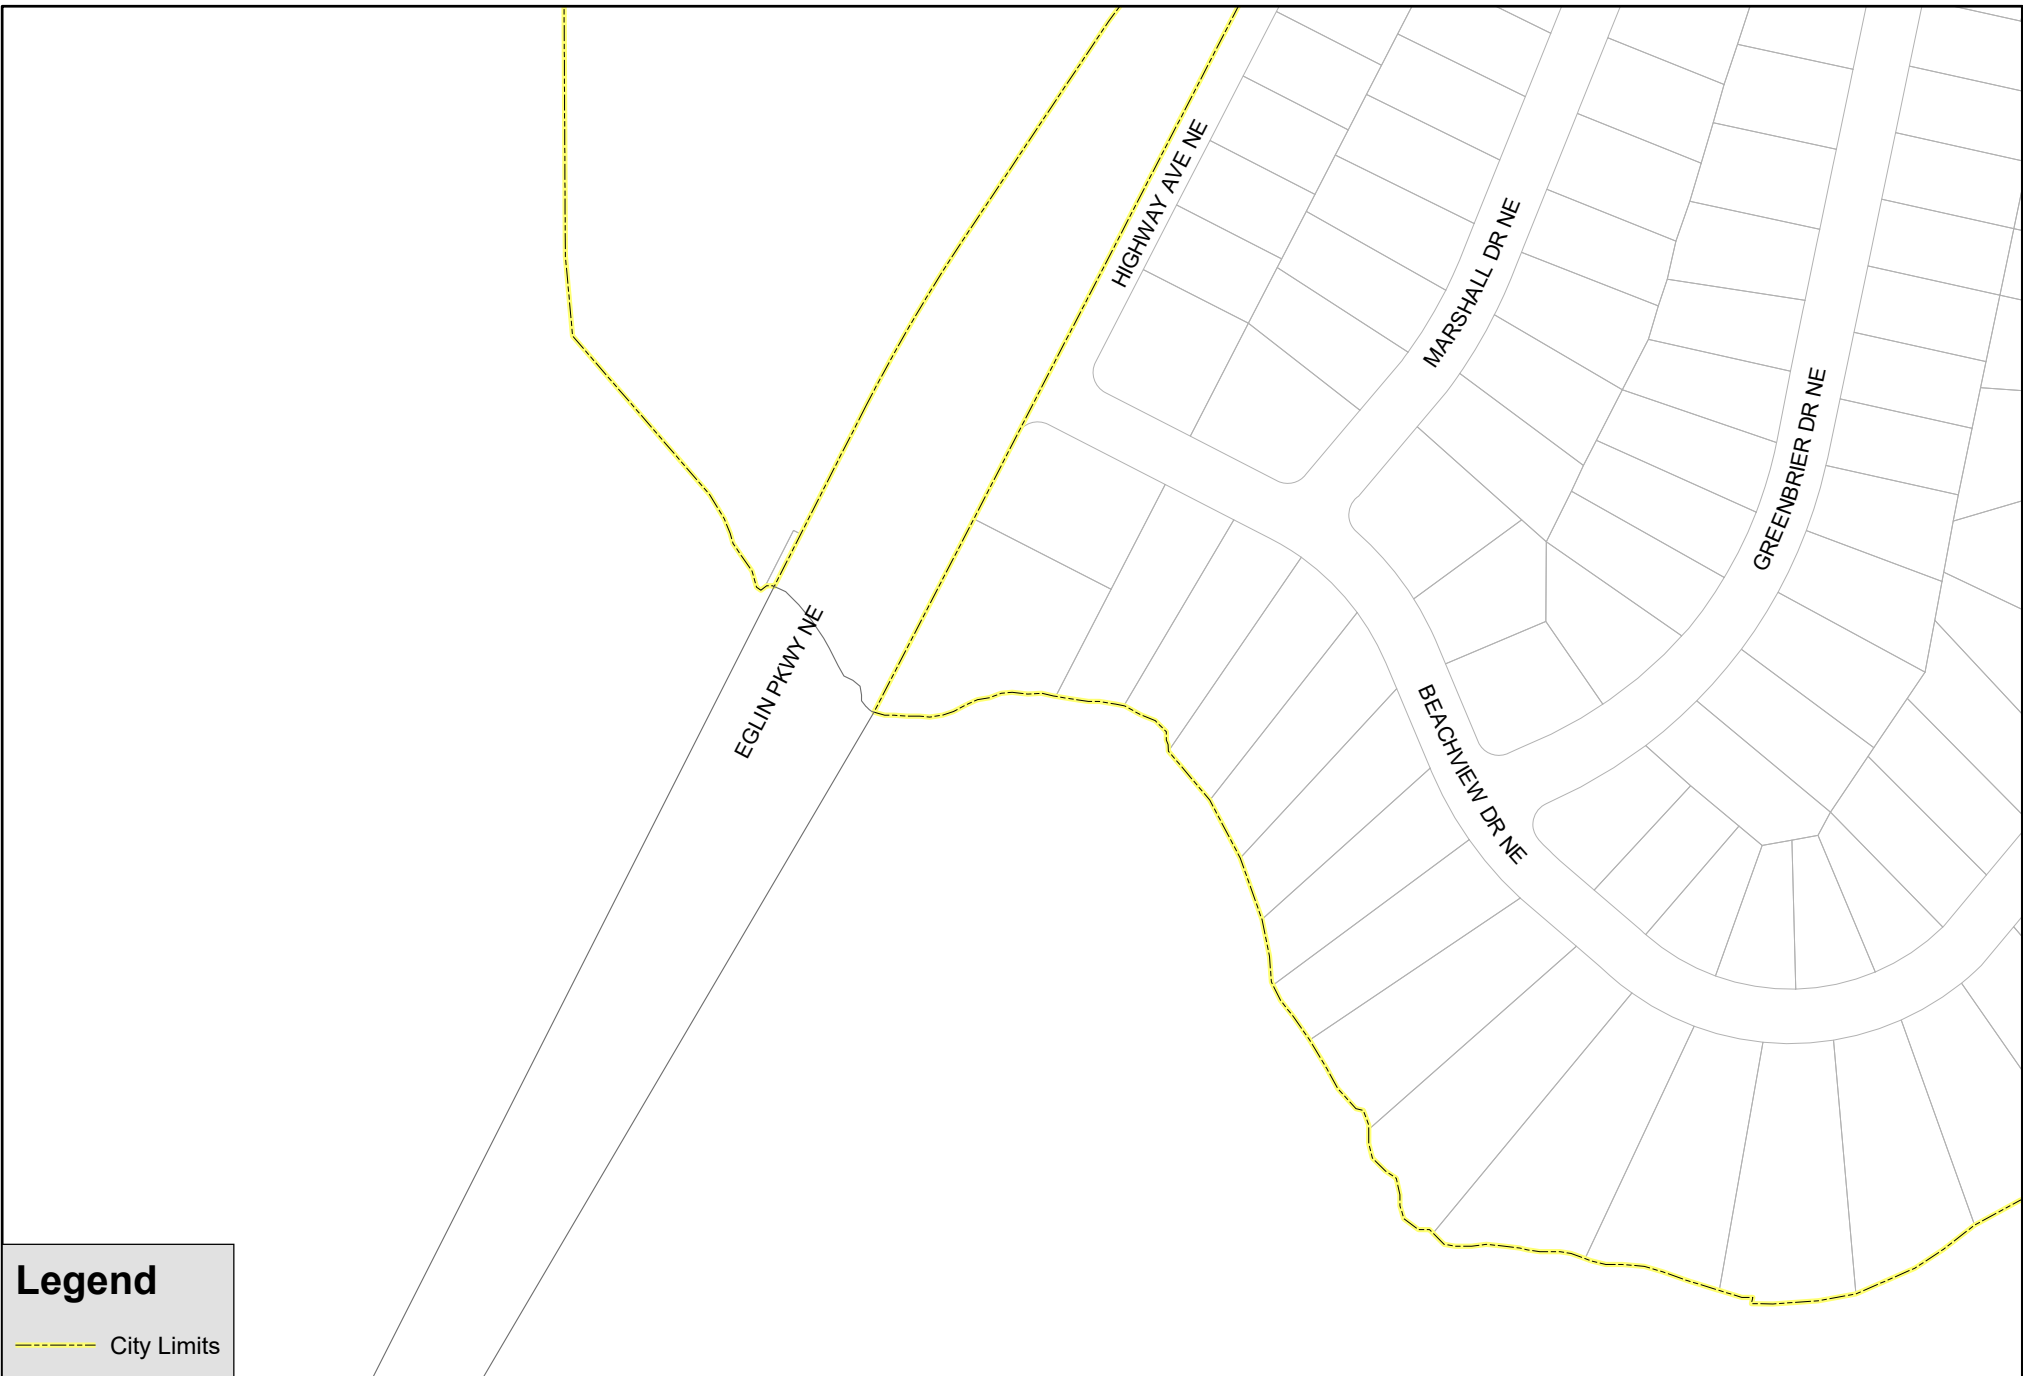 HIGHWAY AVE NE
MARSHALL DR NE
GREENBRIER DR NE
EGLIN PKWY NE
BEACHVIEW DR NE
Legend
City Limits